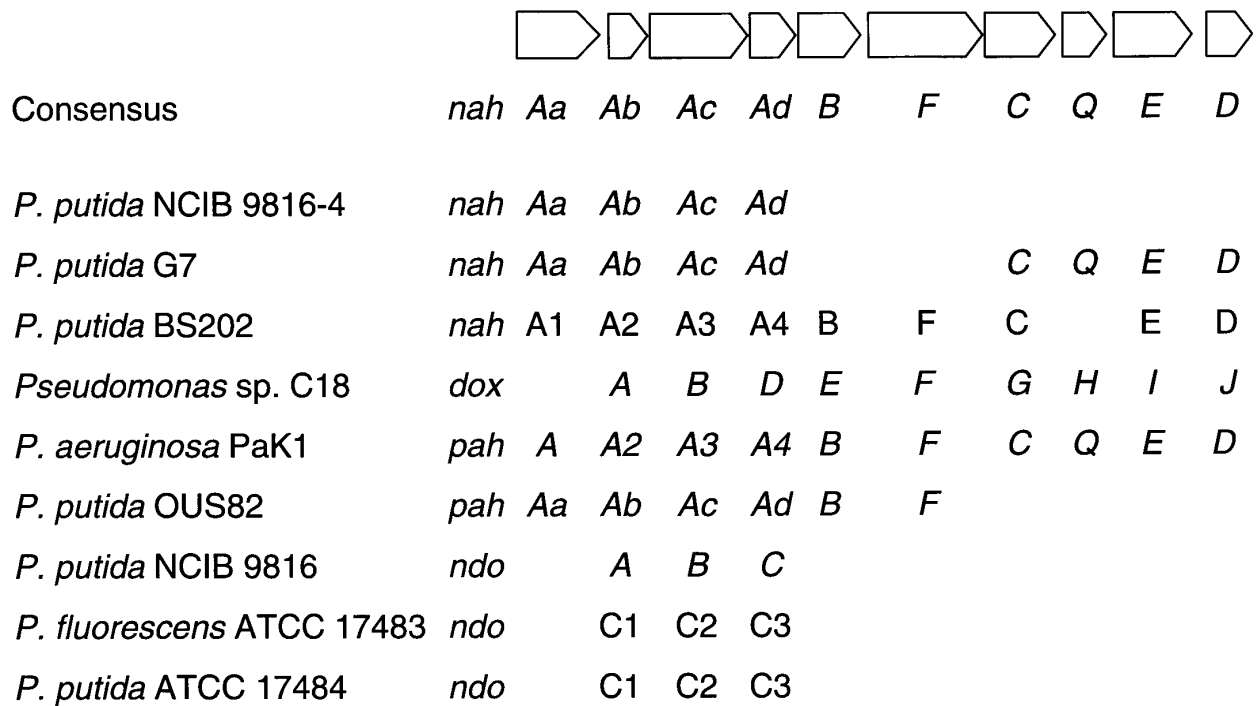 Consensus nah Aa Ab Ac Ad B F C Q E D
P. putida NCIB 9816-4 nah Aa Ab Ac Ad
P. putida G7 nah Aa Ab Ac Ad C Q E D
P. putida BS202 nah A1 A2 A3 A4 B F C E D
Pseudomonas sp. C18 dox A B D E F G H I J
P. aeruginosa PaK1 pah A A2 A3 A4 B F C Q E D
P. putida OUS82 pah Aa Ab Ac Ad B F
P. putida NCIB 9816 ndo A B C
P. fluorescens ATCC 17483 ndo C1 C2 C3
P. putida ATCC 17484 ndo C1 C2 C3